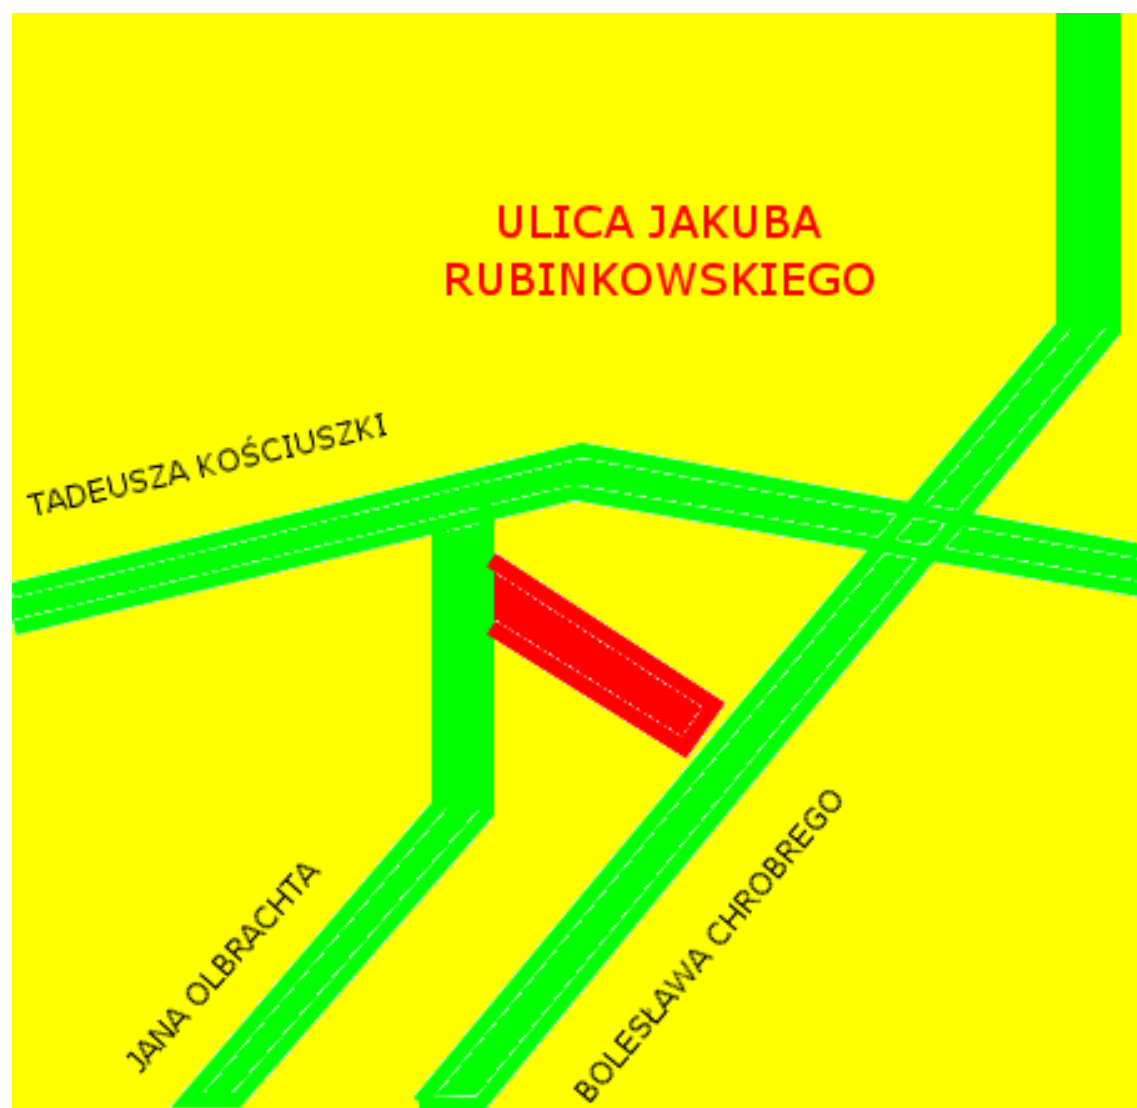 ULICA JAKUBA
RUBINKOWSKIEGO
TADEUSZA KOŚCIUSZKI
JANA OLBRACHTA
BOLESŁAWA CHROBREGO